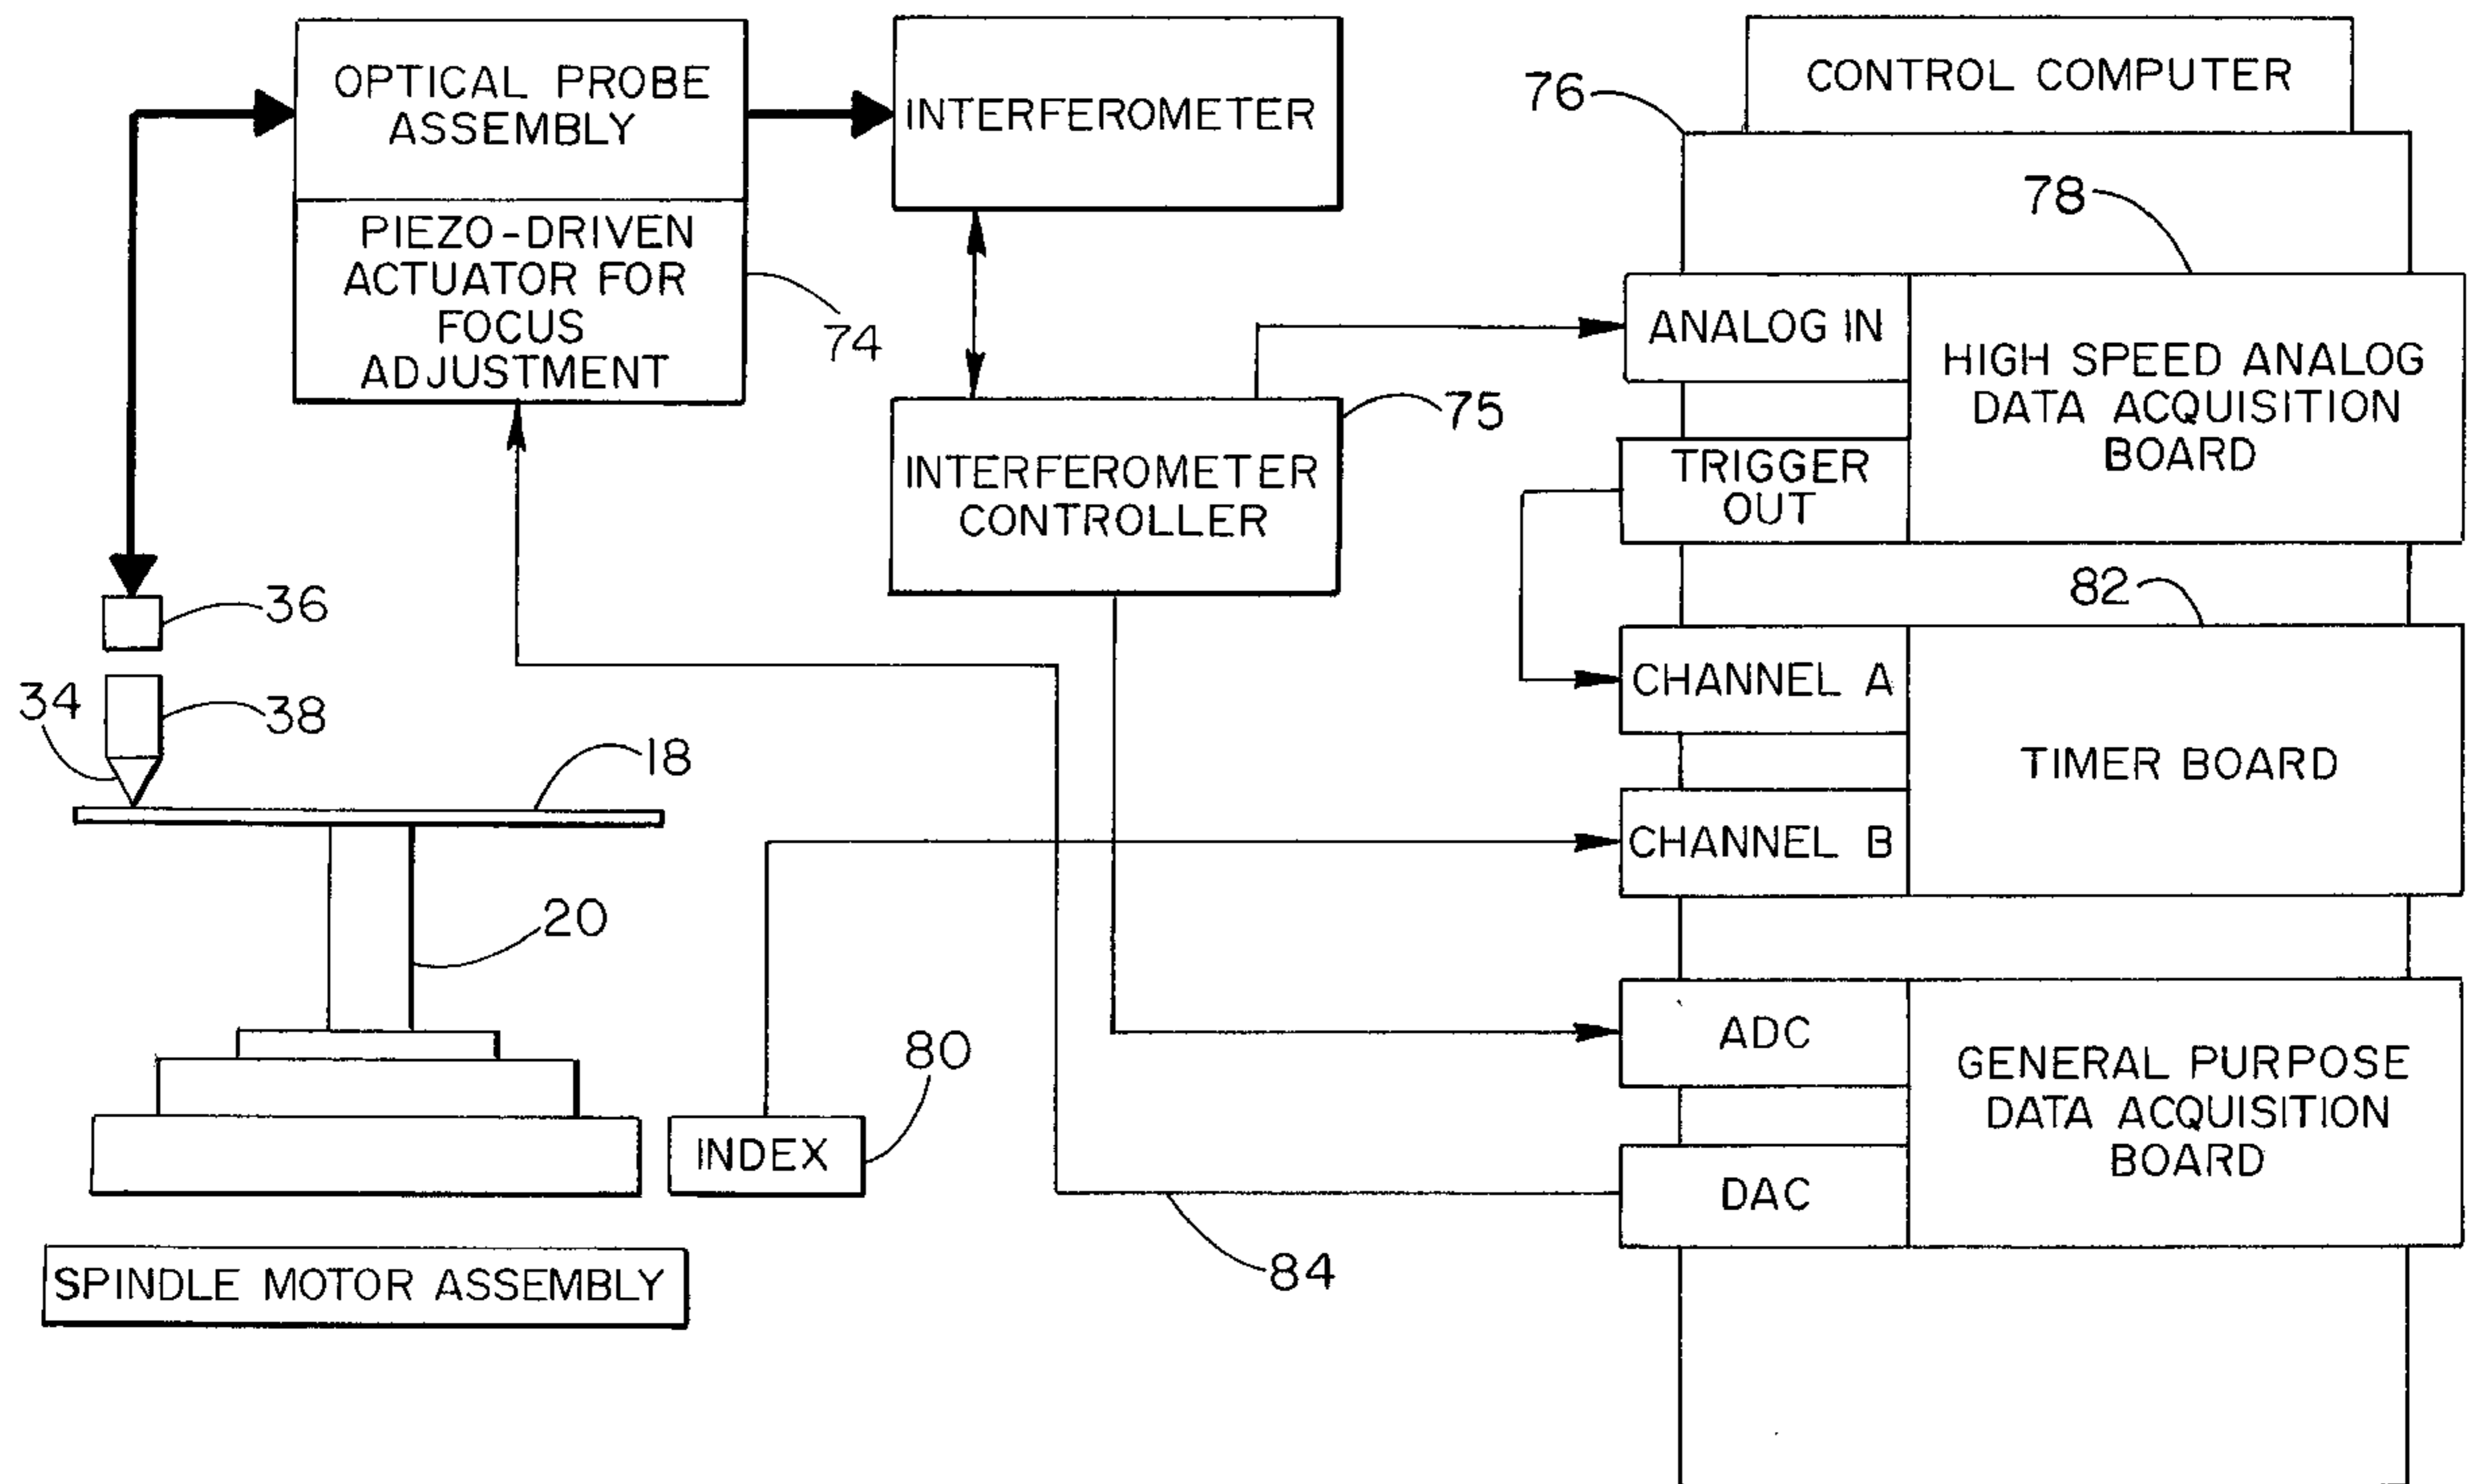 OPTICAL PROBE
ASSEMBLY
PIEZO-DRIVEN
ACTUATOR FOR
FOCUS
ADJUSTMENT
74
INTERFEROMETER
INTERFEROMETER
CONTROLLER
75
CONTROL COMPUTER
76
78
ANALOG IN
TRIGGER
OUT
HIGH SPEED ANALOG
DATA ACQUISITION
BOARD
82
CHANNEL A
CHANNEL B
TIMER BOARD
ADC
DAC
GENERAL PURPOSE
DATA ACQUISITION
BOARD
84
36
38
34
18
20
80
INDEX
SPINDLE MOTOR ASSEMBLY